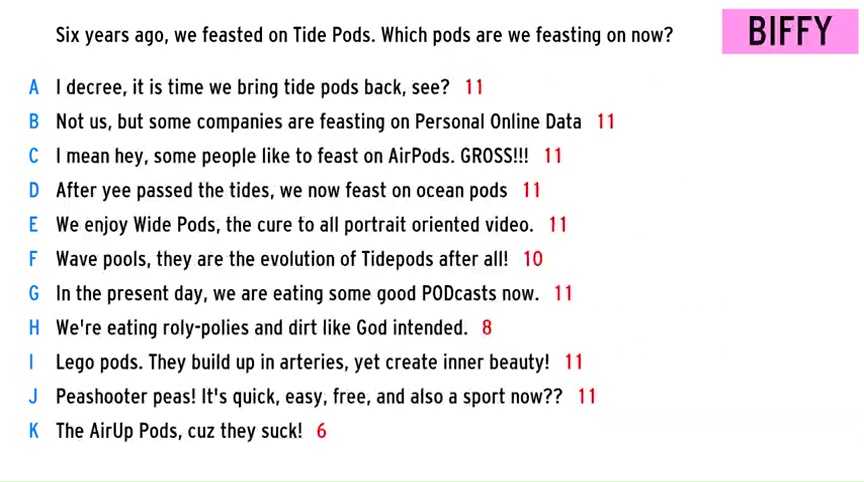 Six years ago, we feasted on Tide Pods. Which pods are we feasting on now?
BIFFY
A I decree, it is time we bring tide pods back, see? 11
B Not us, but some companies are feasting on Personal Online Data 11
C I mean hey, some people like to feast on AirPods. GROSS!!! 11
D After yee passed the tides, we now feast on ocean pods 11
E We enjoy Wide Pods, the cure to all portrait oriented video. 11
F Wave pools, they are the evolution of Tidepods after all! 10
G In the present day, we are eating some good PODcasts now. 11
H We're eating roly-polies and dirt like God intended. 8
I Lego pods. They build up in arteries, yet create inner beauty! 11
J Peashooter peas! It's quick, easy, free, and also a sport now?? 11
K The AirUp Pods, cuz they suck! 6